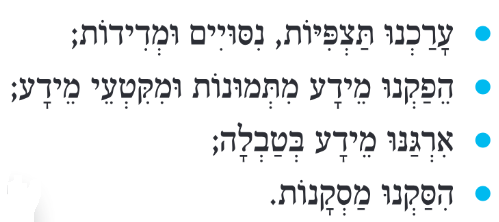 עָרַכְנוּ תַּצְפִּיּוֹת, נִסּוּיִים וּמְדִידוֹת;
הֵפַקְנוּ מֵידָע מִתְּמוּנוֹת וּמִקִּטְעֵי מֵידָע;
אִרְגַּנּוּ מֵידָע בְּטַבְלָה;
הִסַּקְנוּ מַסְקָנוֹת.